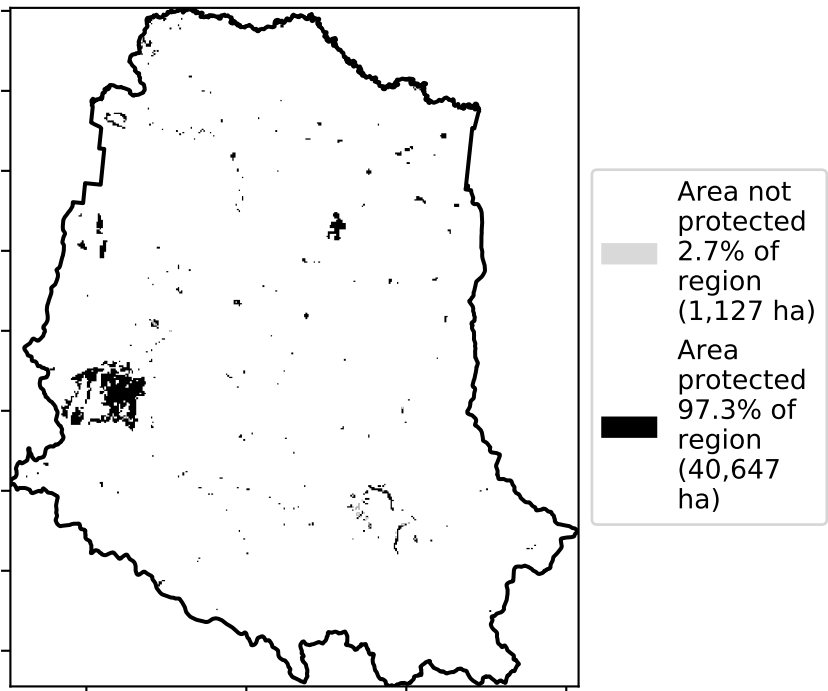 Area not
protected
2.7% of
region
(1,127 ha)
Area
protected
97.3% of
region
(40,647
ha)